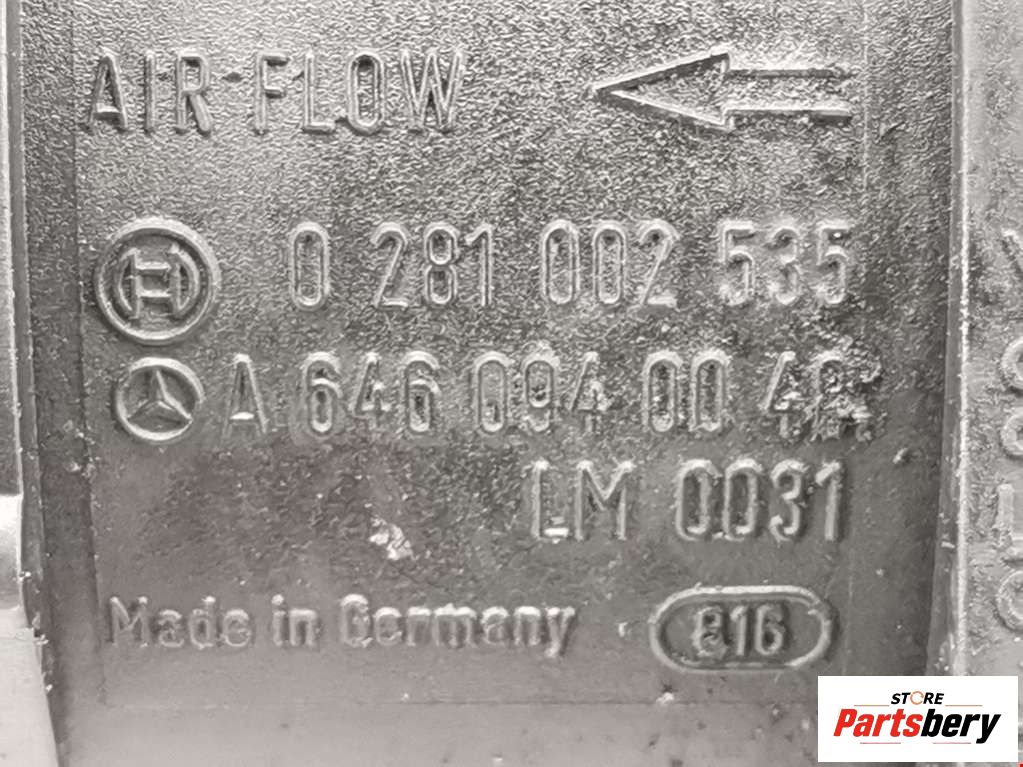 AIR FLOW
0 281 002 535
A 646 094 00 48
LM 0031
Made in Germany
816
STORE
Partsbery